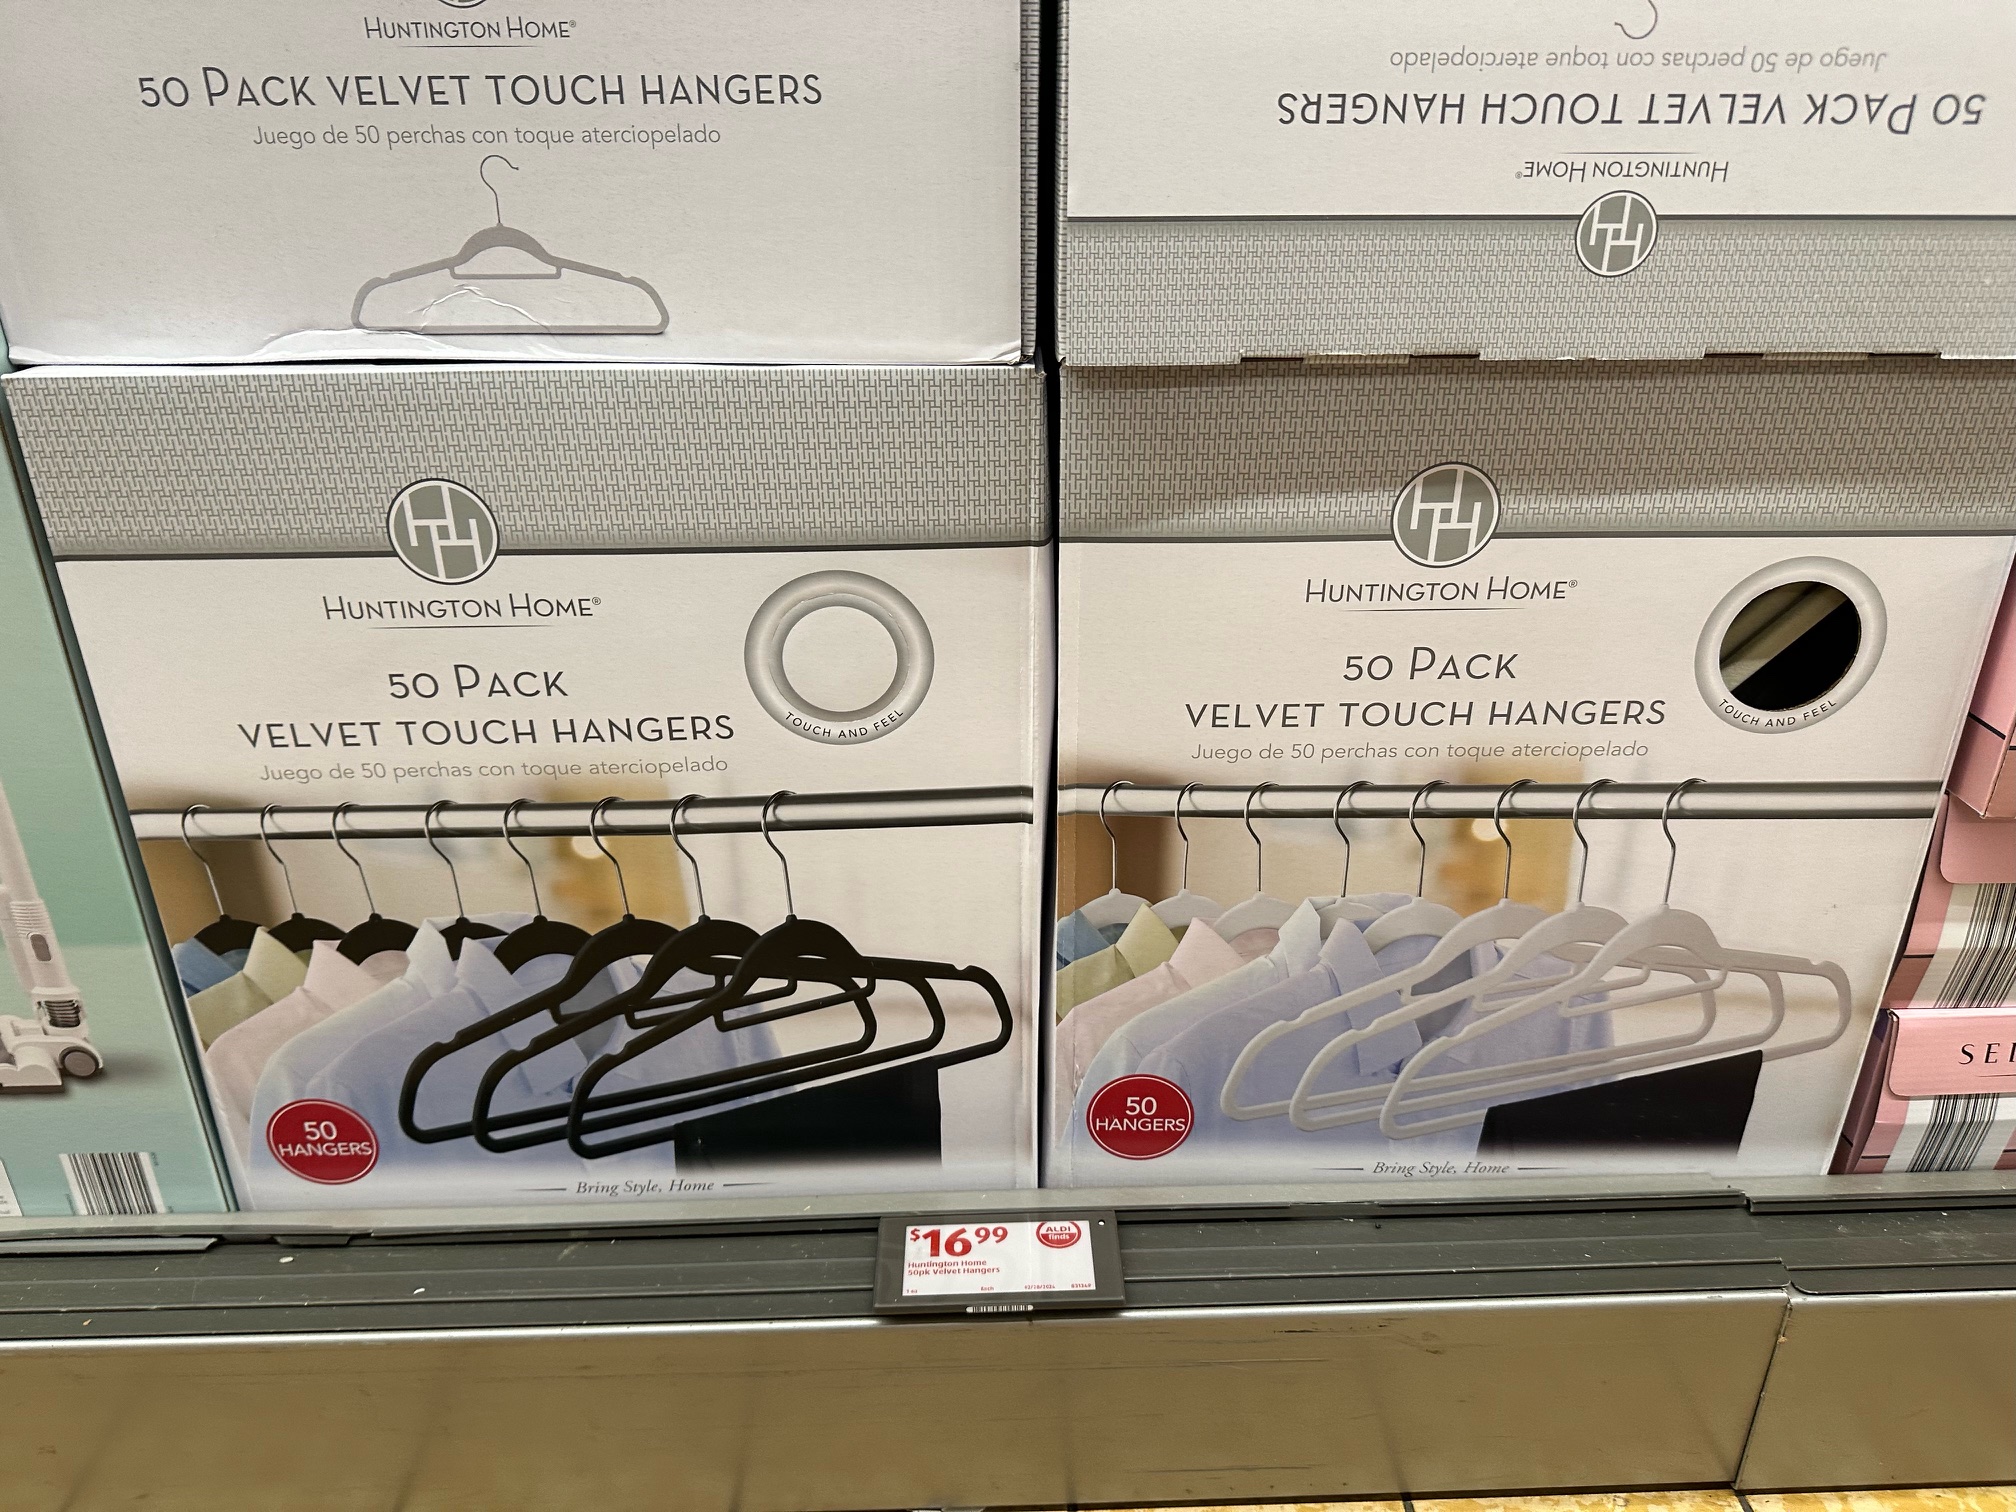 HUNTINGTON HOME®
50 PACK VELVET TOUCH HANGERS
Juego de 50 perchas con toque aterciopelado
50 PACK VELVET TOUCH HANGERS
Juego de 50 perchas con toque aterciopelado
HUNTINGTON HOME®
HUNTINGTON HOME®
50 PACK
VELVET TOUCH HANGERS
Juego de 50 perchas con toque aterciopelado
TOUCH AND FEEL
50
HANGERS
Bring Style, Home
HUNTINGTON HOME®
50 PACK
VELVET TOUCH HANGERS
Juego de 50 perchas con toque aterciopelado
TOUCH AND FEEL
50
HANGERS
Bring Style, Home
$16.99
ALDI
finds
Huntington Home
50pk Velvet Hangers
1 ea Each